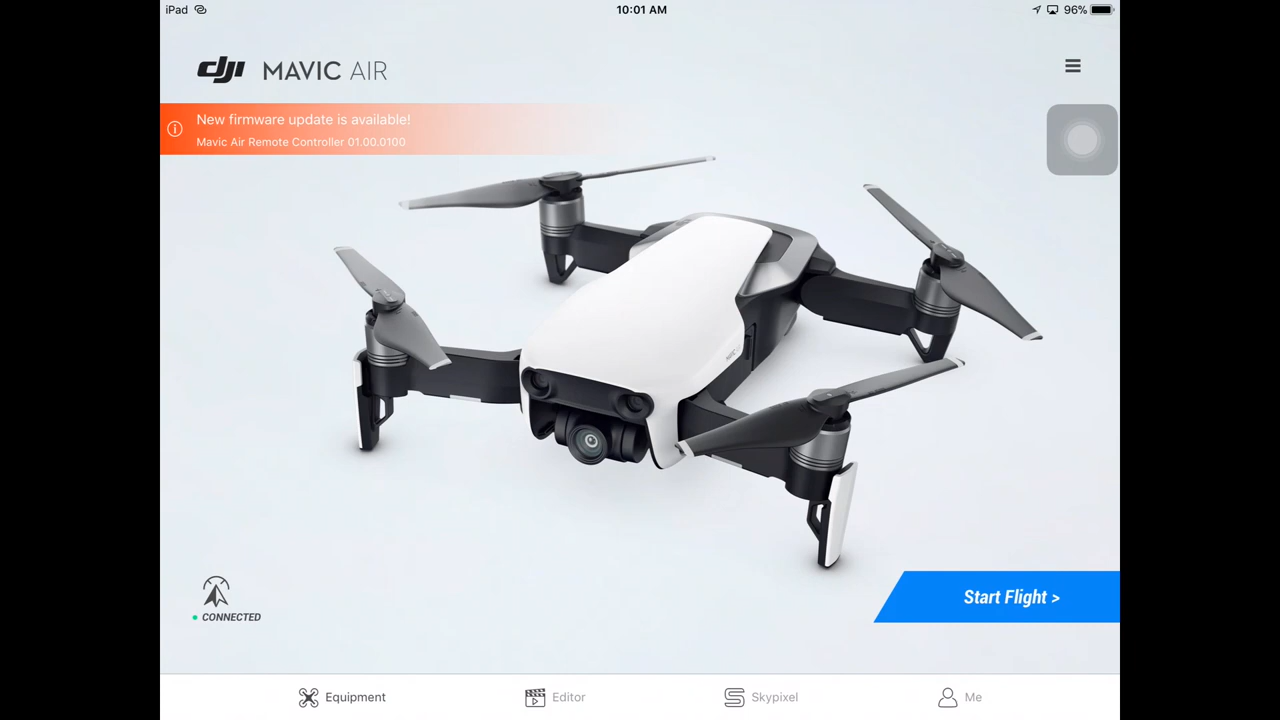 iPad
10:01 AM
96%
dji MAVIC AIR
New firmware update is available!
Mavic Air Remote Controller 01.00.0100
CONNECTED
Start Flight >
Equipment
Editor
Skypixel
Me